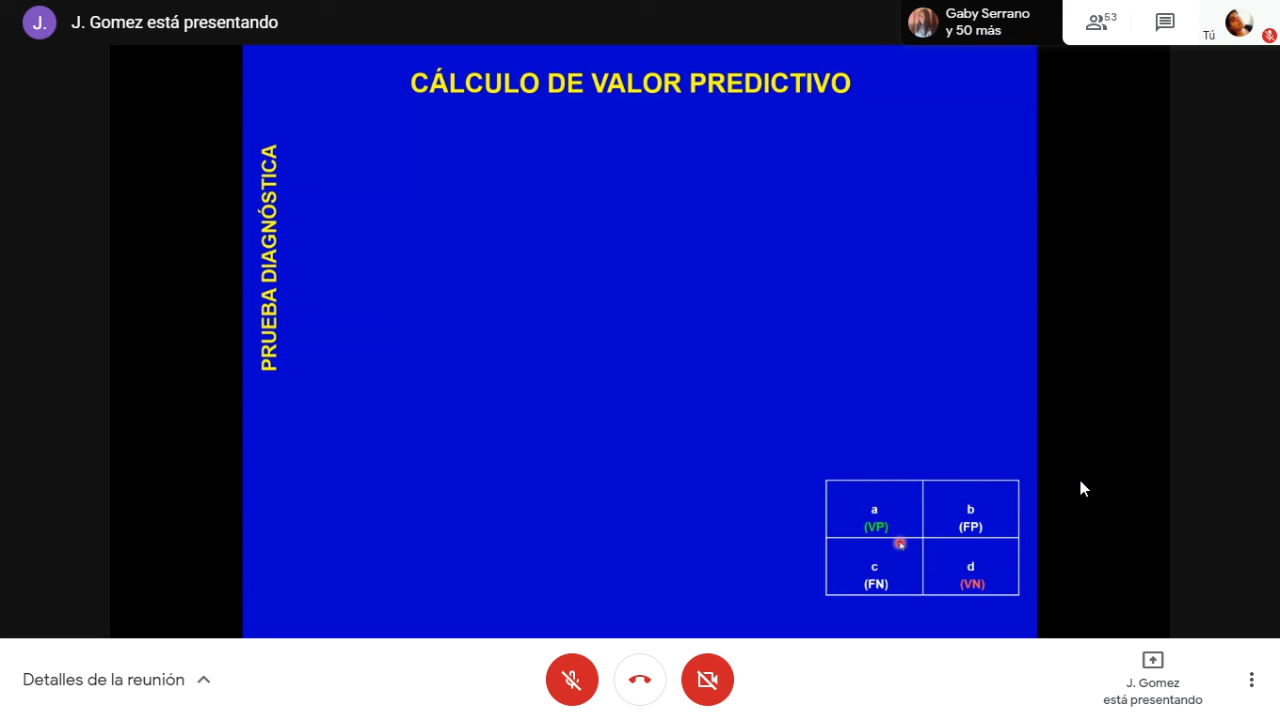 J.
J. Gomez está presentando
Gaby Serrano
y 50 más
53
Tú
CÁLCULO DE VALOR PREDICTIVO
PRUEBA DIAGNÓSTICA
a
(VP)
b
(FP)
c
(FN)
d
(VN)
Detalles de la reunión
J. Gomez
está presentando